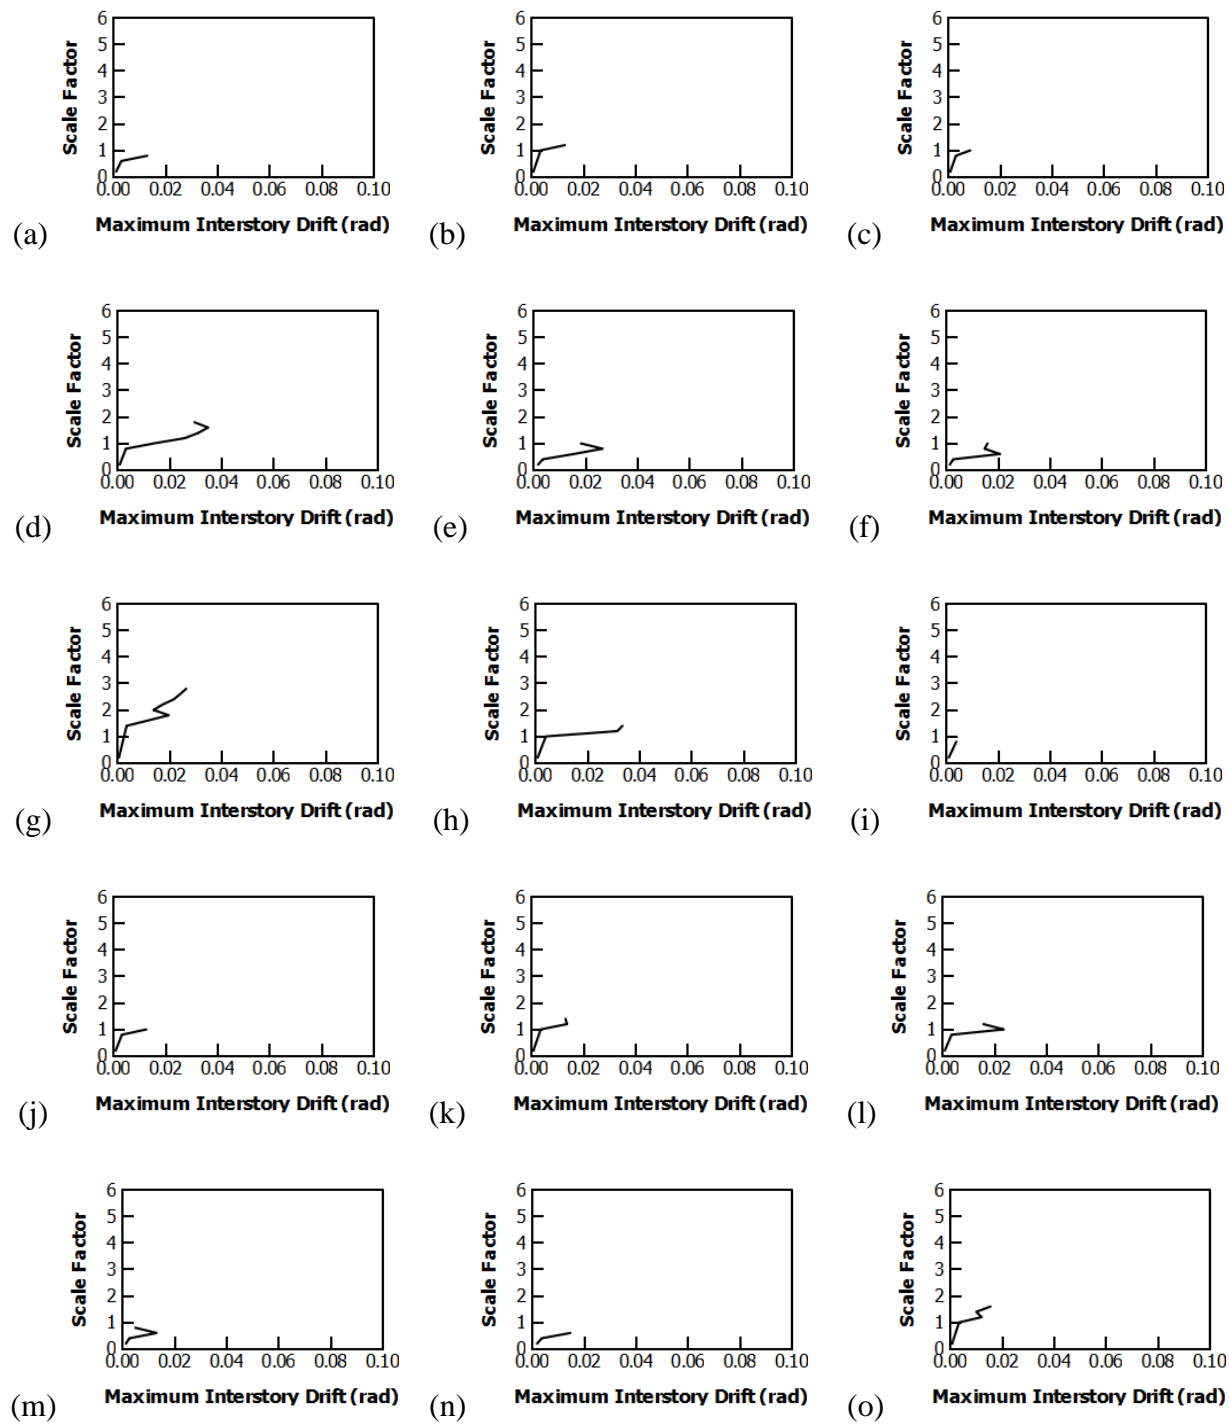 6 6 6
5 5 5
4 4 4
3 3 3
2 2 2
1 1 1
0 0 0
Scale Factor Scale Factor Scale Factor
0.00 0.02 0.04 0.06 0.08 0.10 0.00 0.02 0.04 0.06 0.08 0.10 0.00 0.02 0.04 0.06 0.08 0.10
(a) Maximum Interstory Drift (rad) (b) Maximum Interstory Drift (rad) (c) Maximum Interstory Drift (rad)
6 6 6
5 5 5
4 4 4
3 3 3
2 2 2
1 1 1
0 0 0
Scale Factor Scale Factor Scale Factor
0.00 0.02 0.04 0.06 0.08 0.10 0.00 0.02 0.04 0.06 0.08 0.10 0.00 0.02 0.04 0.06 0.08 0.10
(d) Maximum Interstory Drift (rad) (e) Maximum Interstory Drift (rad) (f) Maximum Interstory Drift (rad)
6 6 6
5 5 5
4 4 4
3 3 3
2 2 2
1 1 1
0 0 0
Scale Factor Scale Factor Scale Factor
0.00 0.02 0.04 0.06 0.08 0.10 0.00 0.02 0.04 0.06 0.08 0.10 0.00 0.02 0.04 0.06 0.08 0.10
(g) Maximum Interstory Drift (rad) (h) Maximum Interstory Drift (rad) (i) Maximum Interstory Drift (rad)
6 6 6
5 5 5
4 4 4
3 3 3
2 2 2
1 1 1
0 0 0
Scale Factor Scale Factor Scale Factor
0.00 0.02 0.04 0.06 0.08 0.10 0.00 0.02 0.04 0.06 0.08 0.10 0.00 0.02 0.04 0.06 0.08 0.10
(j) Maximum Interstory Drift (rad) (k) Maximum Interstory Drift (rad) (l) Maximum Interstory Drift (rad)
6 6 6
5 5 5
4 4 4
3 3 3
2 2 2
1 1 1
0 0 0
Scale Factor Scale Factor Scale Factor
0.00 0.02 0.04 0.06 0.08 0.10 0.00 0.02 0.04 0.06 0.08 0.10 0.00 0.02 0.04 0.06 0.08 0.10
(m) Maximum Interstory Drift (rad) (n) Maximum Interstory Drift (rad) (o) Maximum Interstory Drift (rad)